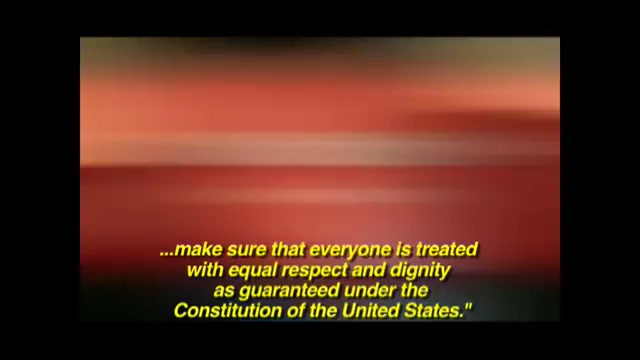 ...make sure that everyone is treated
with equal respect and dignity
as guaranteed under the
Constitution of the United States."